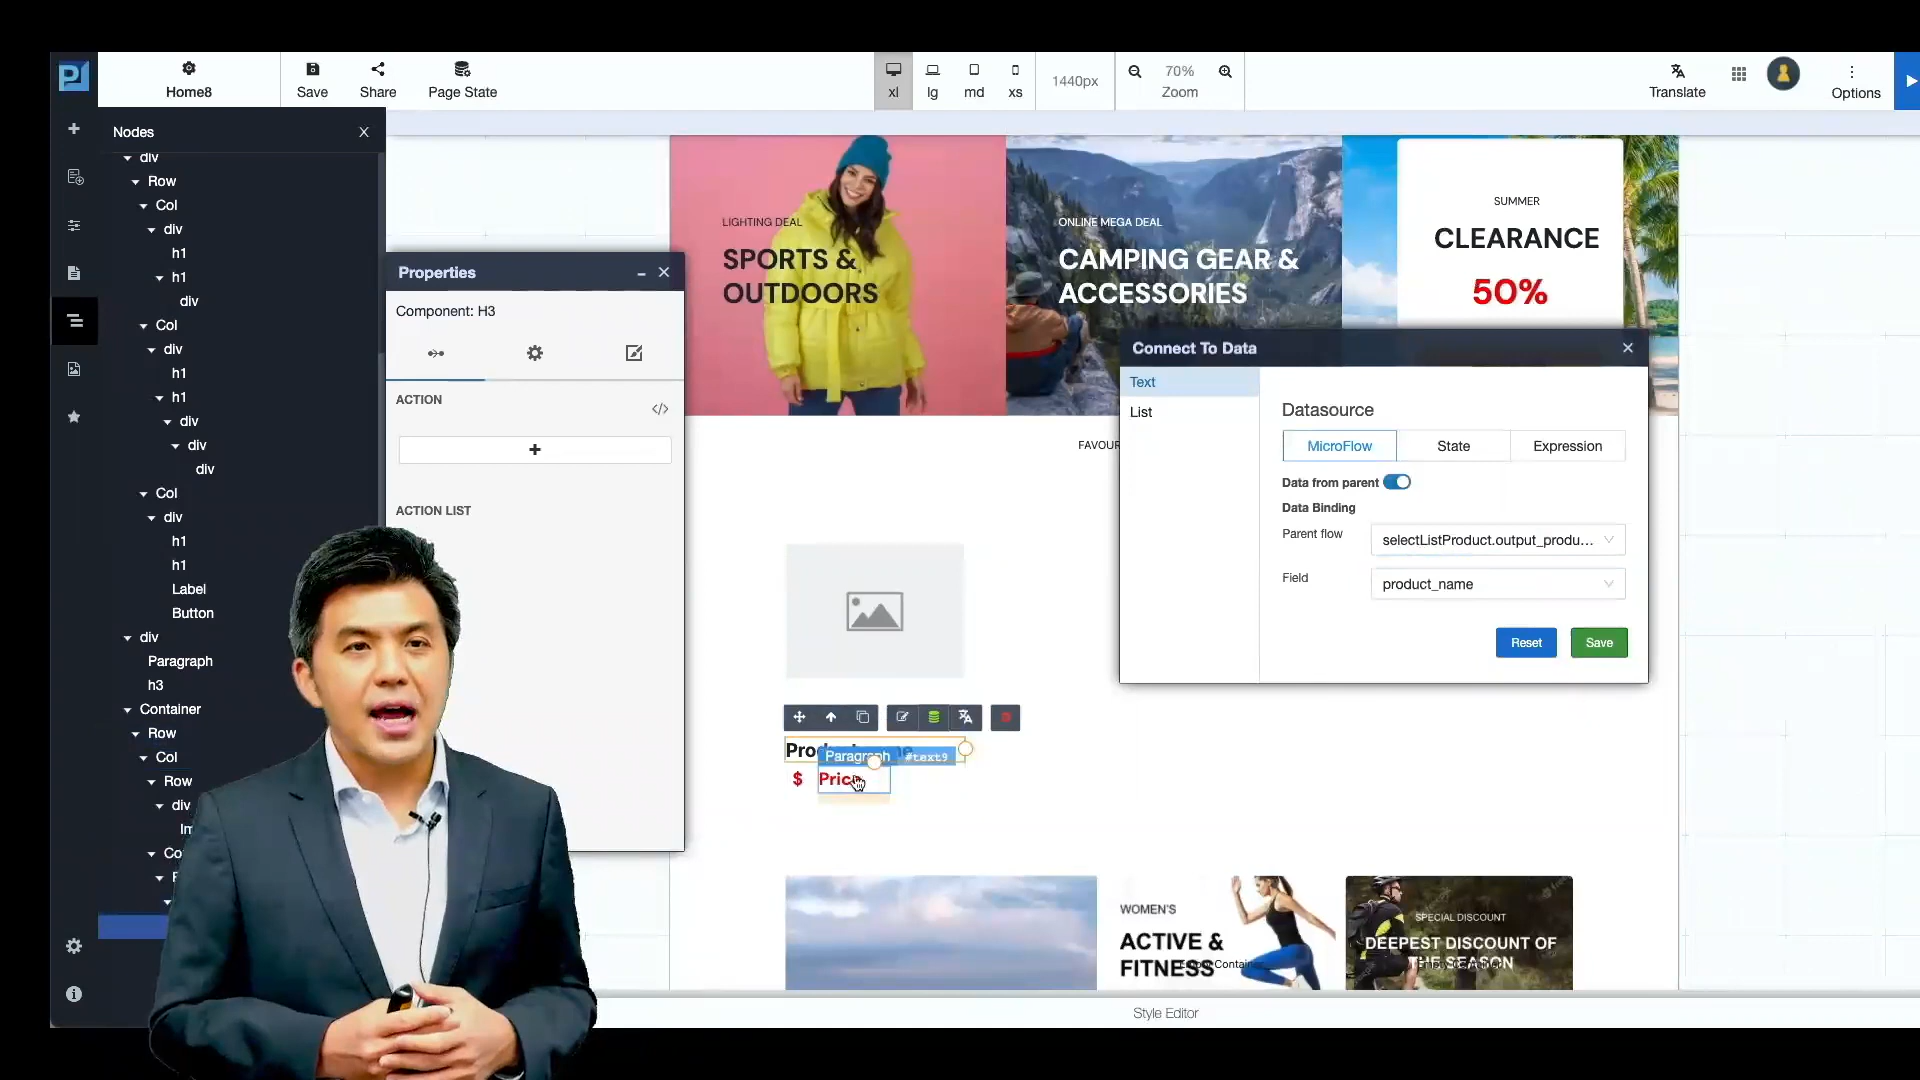 Home8
Save
Share
Page State
xl
lg
md
xs
1440px
70%
Zoom
Translate
Options
Nodes
X
div
Row
Col
div
h1
h1
div
Col
div
h1
h1
div
div
div
Col
div
h1
h1
Label
Button
div
Paragraph
h3
Container
Row
Col
Row
div
Properties
Component: H3
ACTION
</>
+
ACTION LIST
LIGHTING DEAL
SPORTS &
OUTDOORS
ONLINE MEGA DEAL
CAMPING GEAR &
ACCESSORIES
SUMMER
CLEARANCE
50%
Connect To Data
Text
List
Datasource
MicroFlow
State
Expression
Data from parent
Data Binding
Parent flow
selectListProduct.output_produ...
Field
product_name
Reset
Save
Paragraph
#text9
$
WOMEN'S
ACTIVE &
FITNESS
SPECIAL DISCOUNT
DEEPEST DISCOUNT OF
THE SEASON
Style Editor